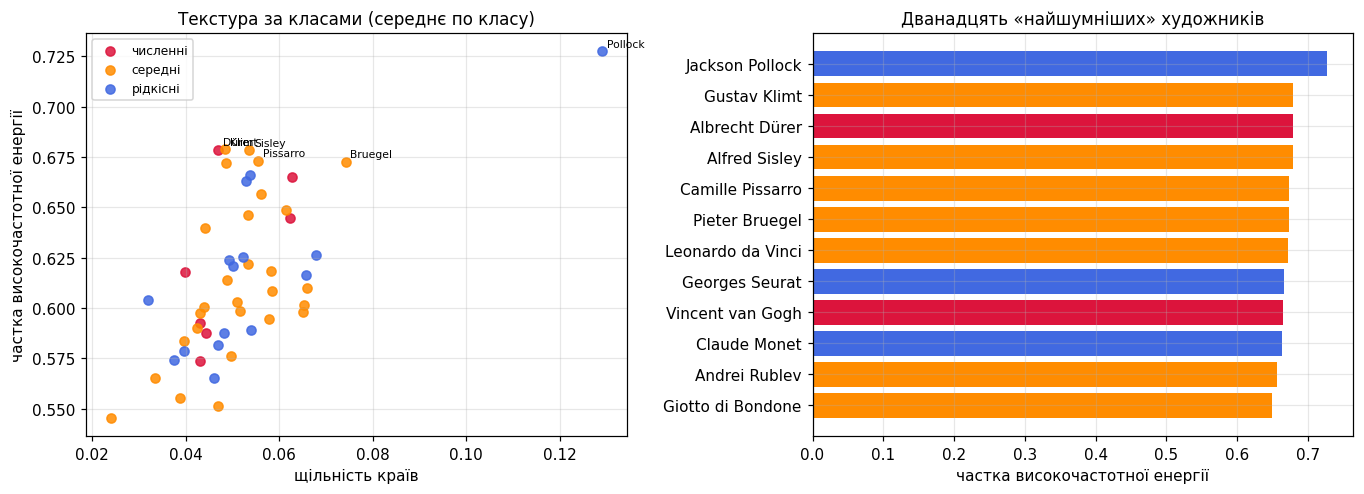 Текстура за класами (середнє по класу)
численні
середні
рідкісні
Pollock
Dürer
Klimt
Sisley
Pissarro
Bruegel
0.725
0.700
0.675
0.650
0.625
0.600
0.575
0.550
частка високочастотної енергії
0.02 0.04 0.06 0.08 0.10 0.12
щільність країв
Дванадцять «найшумніших» художників
Jackson Pollock
Gustav Klimt
Albrecht Dürer
Alfred Sisley
Camille Pissarro
Pieter Bruegel
Leonardo da Vinci
Georges Seurat
Vincent van Gogh
Claude Monet
Andrei Rublev
Giotto di Bondone
0.0 0.1 0.2 0.3 0.4 0.5 0.6 0.7
частка високочастотної енергії